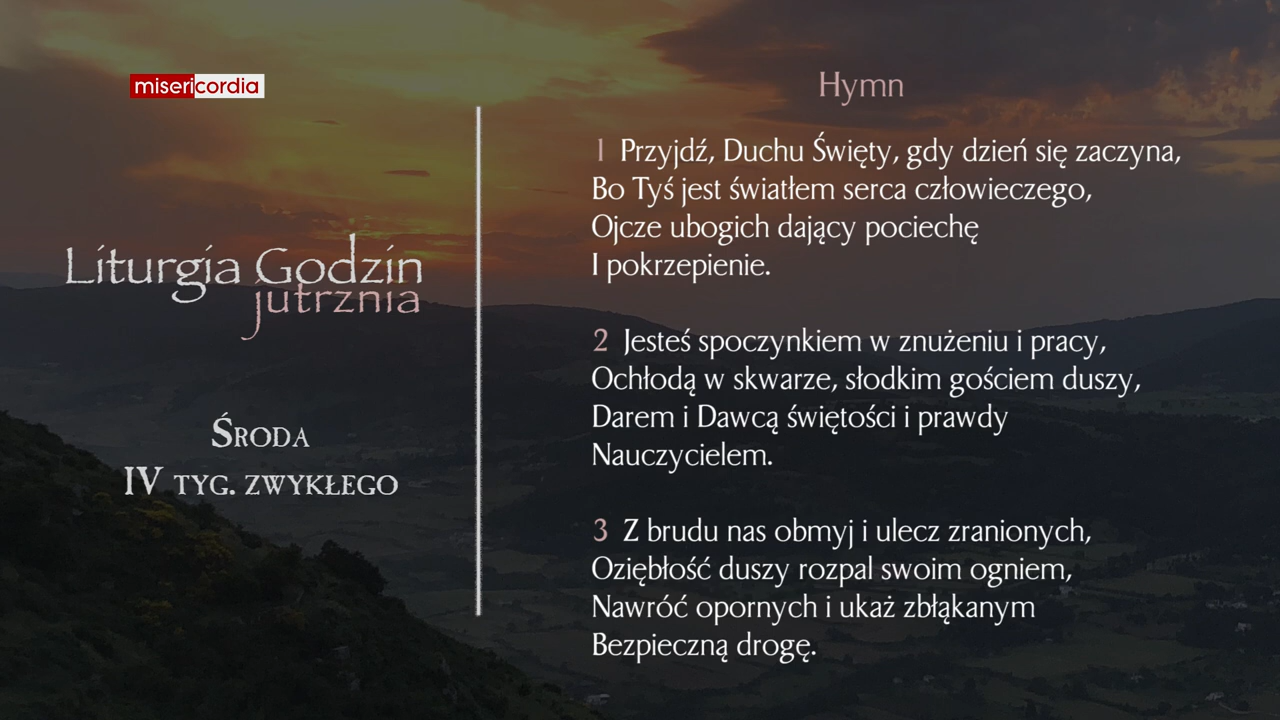 misericordia
Liturgia Godzin
jutrznia
Środa
IV tyg. zwykłego
Hymn
1 Przyjdź, Duchu Święty, gdy dzień się zaczyna,
Bo Tyś jest światłem serca człowieczego,
Ojcze ubogich dający pociechę
I pokrzepienie.
2 Jesteś spoczynkiem w znużeniu i pracy,
Ochłodą w skwarze, słodkim gościem duszy,
Darem i Dawcą świętości i prawdy
Nauczycielem.
3 Z brudu nas obmyj i ulecz zranionych,
Oziębłość duszy rozpal swoim ogniem,
Nawróć opornych i ukaż zbłąkanym
Bezpieczną drogę.